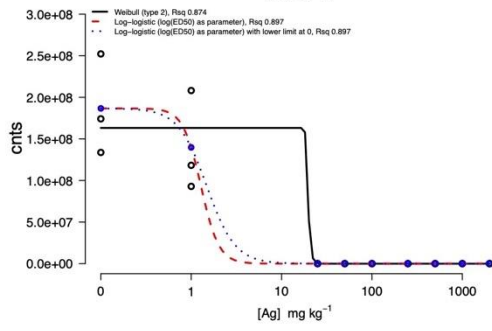 Weibull (type 2), Rsq 0.874
Log-logistic (log(ED50) as parameter), Rsq 0.897
Log-logistic (log(ED50) as parameter) with lower limit at 0, Rsq 0.897
3.0e+08
2.5e+08
2.0e+08
1.5e+08
1.0e+08
5.0e+07
0.0e+00
cnts
0 1 10 100 1000
[Ag] mg kg⁻¹